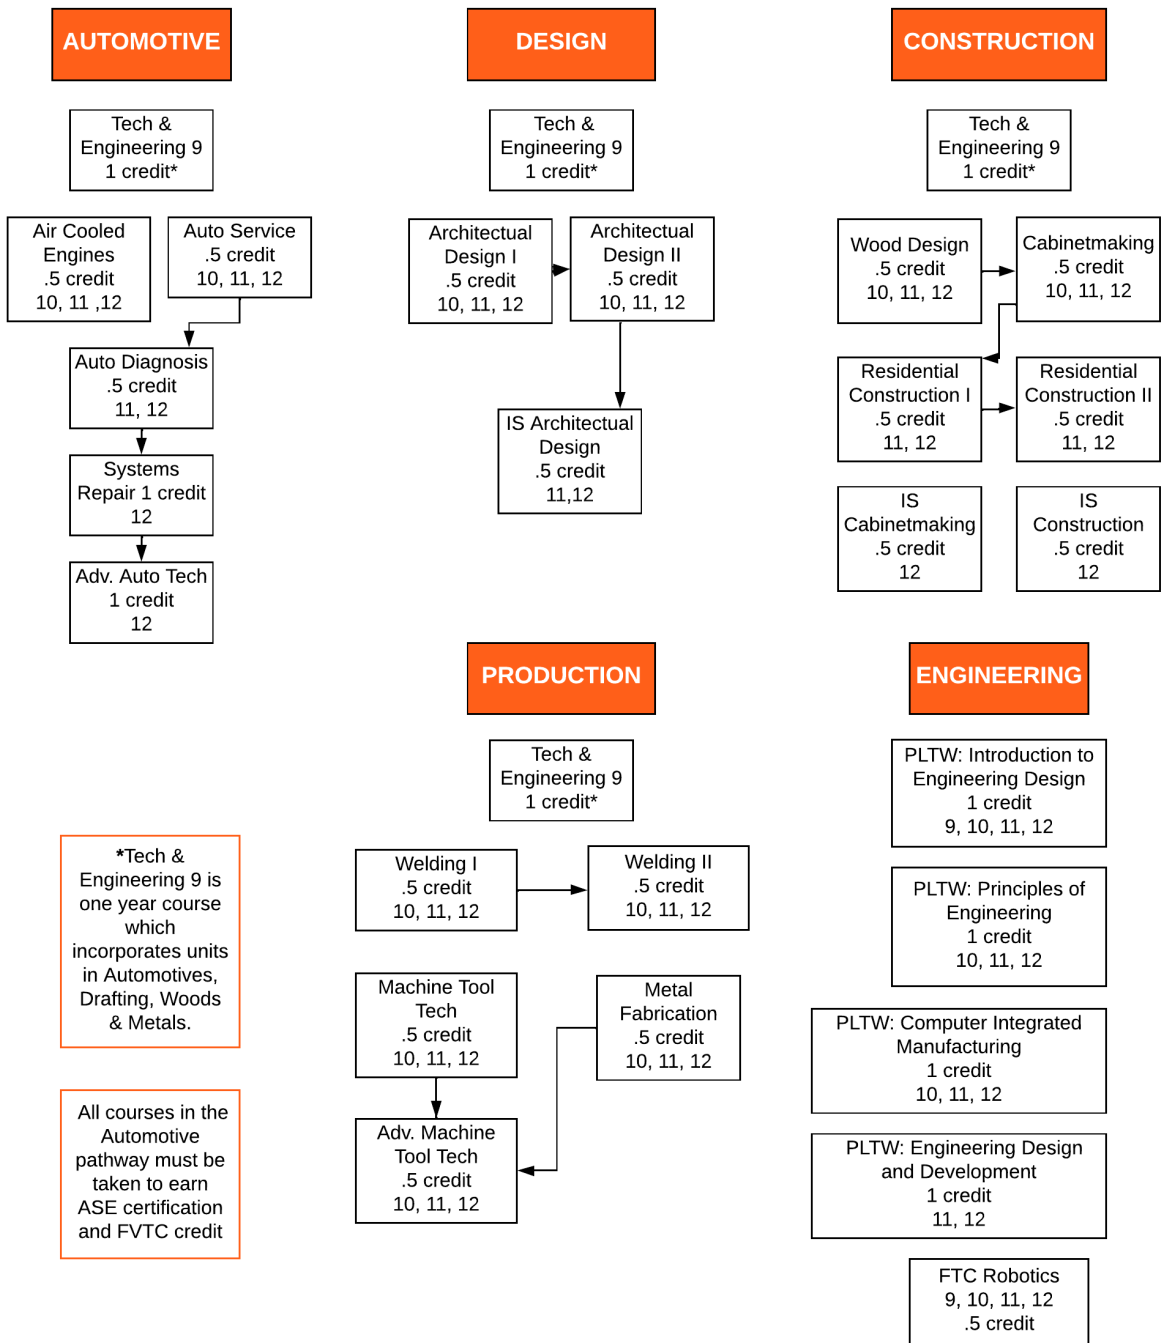 AUTOMOTIVE
Tech &
Engineering 9
1 credit*
Air Cooled
Engines
.5 credit
10, 11 ,12
Auto Service
.5 credit
10, 11, 12
Auto Diagnosis
.5 credit
11, 12
Systems
Repair 1 credit
12
Adv. Auto Tech
1 credit
12
DESIGN
Tech &
Engineering 9
1 credit*
Architectual
Design I
.5 credit
10, 11, 12
Architectual
Design II
.5 credit
10, 11, 12
IS Architectual
Design
.5 credit
11,12
CONSTRUCTION
Tech &
Engineering 9
1 credit*
Wood Design
.5 credit
10, 11, 12
Cabinetmaking
.5 credit
10, 11, 12
Residential
Construction I
.5 credit
11, 12
Residential
Construction II
.5 credit
11, 12
IS
Cabinetmaking
.5 credit
12
IS
Construction
.5 credit
12
*Tech &
Engineering 9 is
one year course
which
incorporates units
in Automotives,
Drafting, Woods
& Metals.
All courses in the
Automotive
pathway must be
taken to earn
ASE certification
and FVTC credit
PRODUCTION
Tech &
Engineering 9
1 credit*
Welding I
.5 credit
10, 11, 12
Welding II
.5 credit
10, 11, 12
Machine Tool
Tech
.5 credit
10, 11, 12
Metal
Fabrication
.5 credit
10, 11, 12
Adv. Machine
Tool Tech
.5 credit
10, 11, 12
ENGINEERING
PLTW: Introduction to
Engineering Design
1 credit
9, 10, 11, 12
PLTW: Principles of
Engineering
1 credit
10, 11, 12
PLTW: Computer Integrated
Manufacturing
1 credit
10, 11, 12
PLTW: Engineering Design
and Development
1 credit
11, 12
FTC Robotics
9, 10, 11, 12
.5 credit